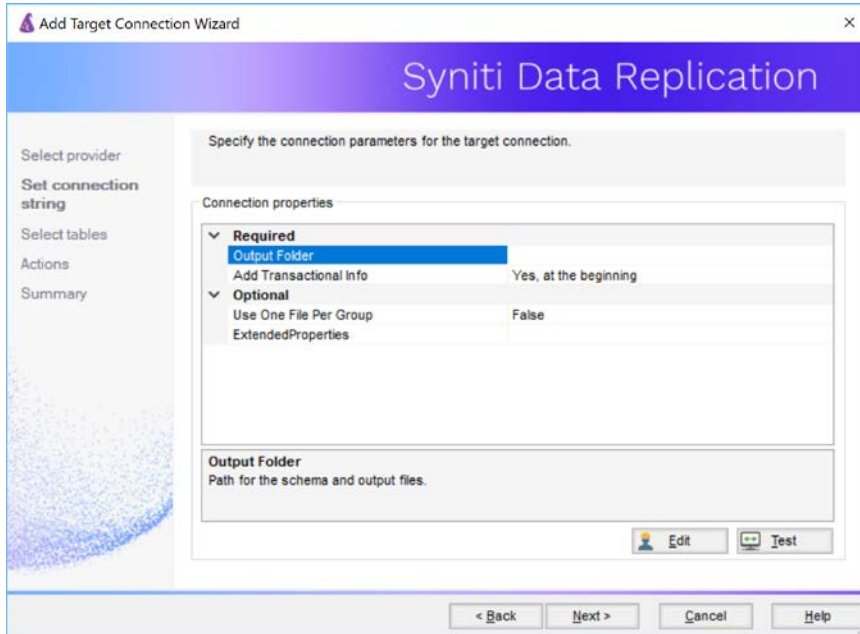 Add Target Connection Wizard
Syniti Data Replication
Select provider
Set connection
string
Select tables
Actions
Summary
Specify the connection parameters for the target connection.
Connection properties
Required
Output Folder
Add Transactional Info Yes, at the beginning
Optional
Use One File Per Group False
ExtendedProperties
Output Folder
Path for the schema and output files.
Edit Test
< Back Next > Cancel Help